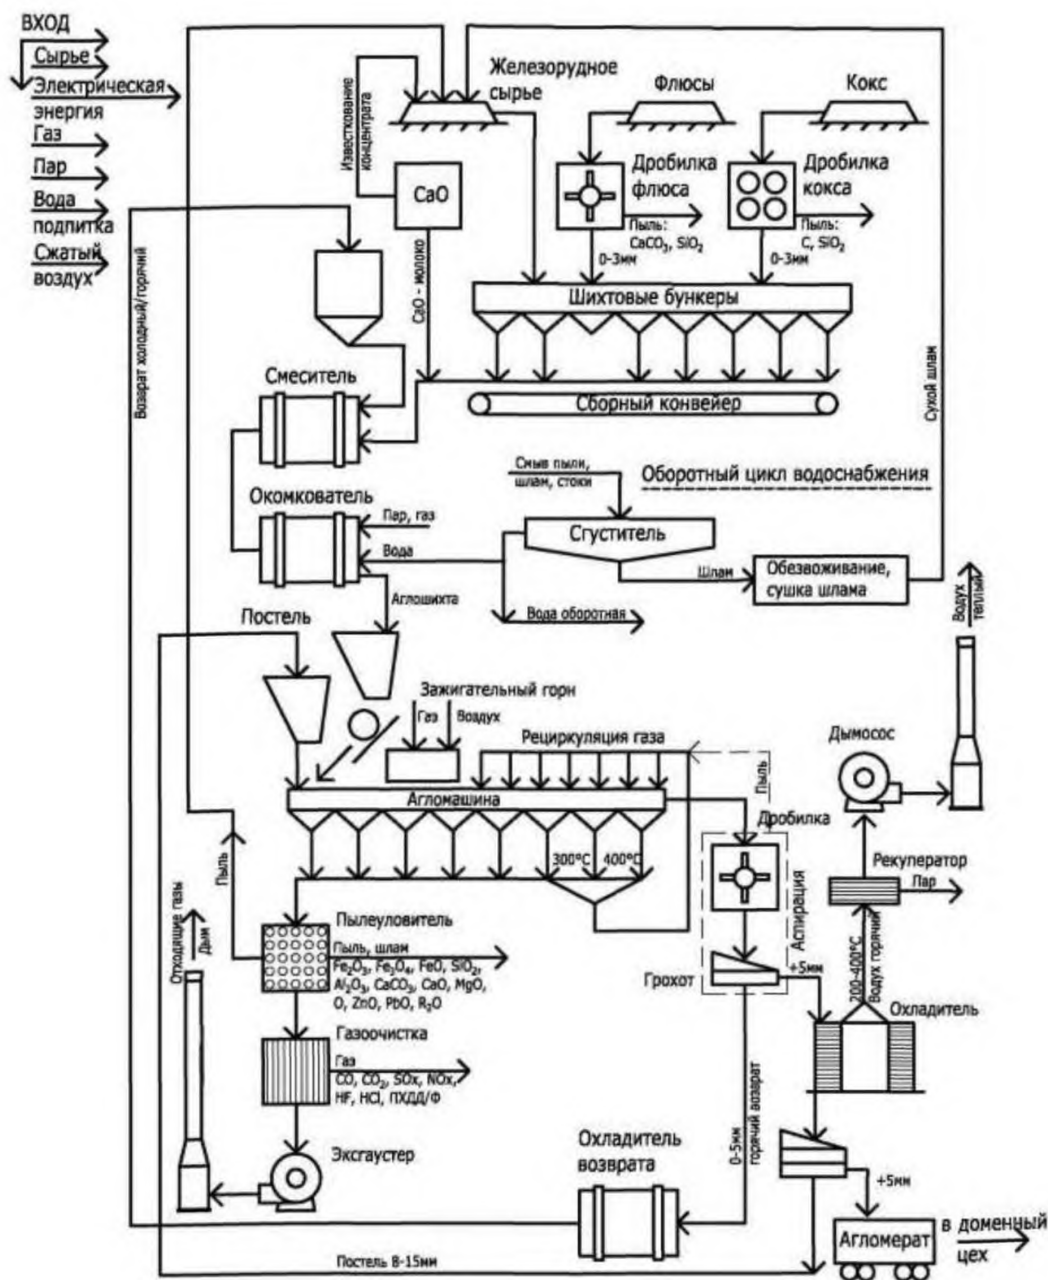 ВХОД
Сырье
Электрическая
энергия
Газ
Пар
Вода
подпитка
Сжатый
воздух
Железорудное
сырье
Флюсы
Кокс
Известкование
концентрата
CaO
Дробилка
флюса
Дробилка
кокса
Пыль:
CaCO₃, SiO₂
Пыль:
C, SiO₂
0-3мм
0-3мм
Шихтовые бункеры
CaO - молоко
Возврат холодный/горячий
Сухой шлам
Смеситель
Сборный конвейер
Смыв пыли,
шлам, стоки
Оборотный цикл водоснабжения
Окомкователь
Пар, газ
Сгуститель
Вода
Шлам
Обезвоживание,
сушка шлама
Аглошихта
Вода оборотная
Водух
теплый
Постель
Зажигательный горн
Газ
Воздух
Рециркуляция газа
Дымосос
Пыль
Агломашина
Дробилка
300°C
400°C
Рекуператор
Пар
Пыль
Отходящие газы
Дым
Пылеуловитель
Пыль, шлам
Fe₂O₃, Fe₃O₄, FeO, SiO₂,
Al₂O₃, CaCO₃, CaO, MgO,
O, ZnO, PbO, R₂O
Аспирация
Грохот
+5мм
200-400°C
Водух горячий
Охладитель
Газоочистка
Газ
CO, CO₂, SOx, NOx,
HF, HCl, ПХДД/Ф
0-5мм
горячий возврат
Эксгаустер
Охладитель
возврата
+5мм
Агломерат
в доменный
цех
Постель 8-15мм